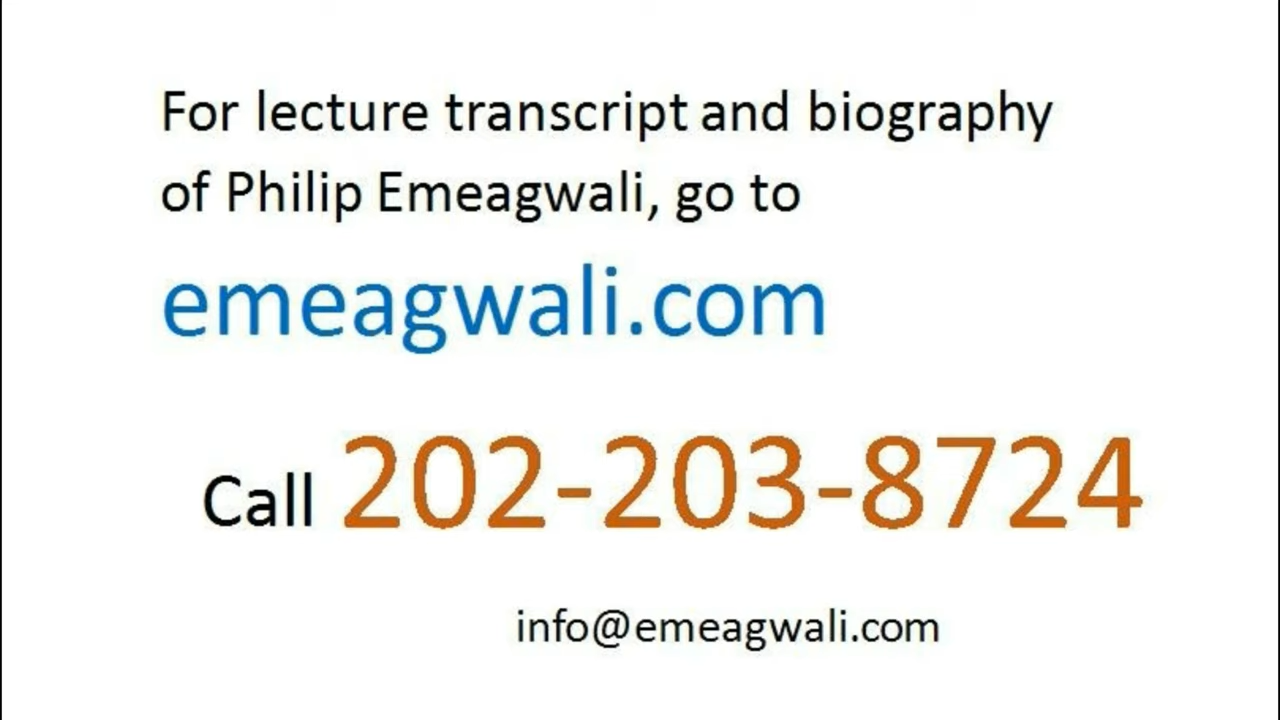 For lecture transcript and biography
of Philip Emeagwali, go to
emeagwali.com
Call 202-203-8724
info@emeagwali.com